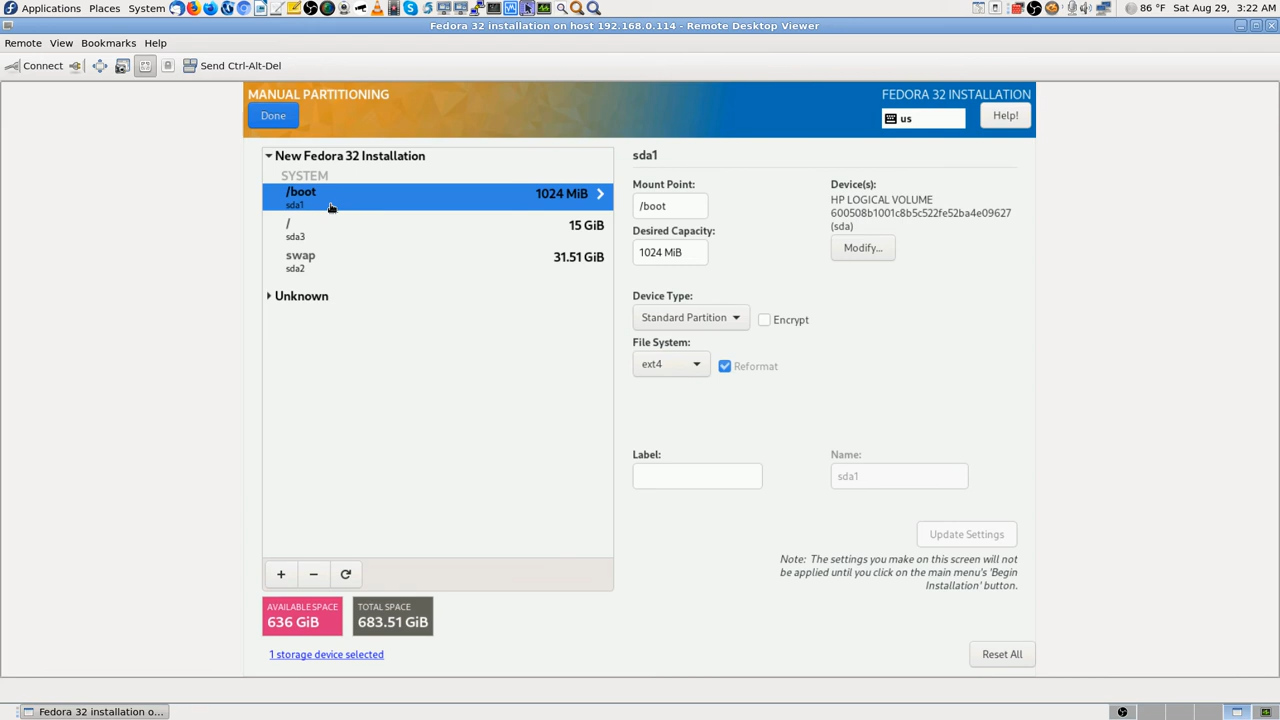 Applications Places System
86 °F Sat Aug 29, 3:22 AM
Fedora 32 installation on host 192.168.0.114 - Remote Desktop Viewer
Remote View Bookmarks Help
Connect Send Ctrl-Alt-Del
MANUAL PARTITIONING
FEDORA 32 INSTALLATION
Done
us
Help!
New Fedora 32 Installation
SYSTEM
/boot 1024 MiB
sda1
/ 15 GiB
sda3
swap 31.51 GiB
sda2
Unknown
sda1
Mount Point:
/boot
Desired Capacity:
1024 MiB
Device(s):
HP LOGICAL VOLUME
600508b1001c8b5c522fe52ba4e09627
(sda)
Modify...
Device Type:
Standard Partition
Encrypt
File System:
ext4
Reformat
Label:
Name:
sda1
Update Settings
Note: The settings you make on this screen will not
be applied until you click on the main menu's 'Begin
Installation' button.
+ − 
AVAILABLE SPACE
636 GiB
TOTAL SPACE
683.51 GiB
1 storage device selected
Reset All
Fedora 32 installation o...